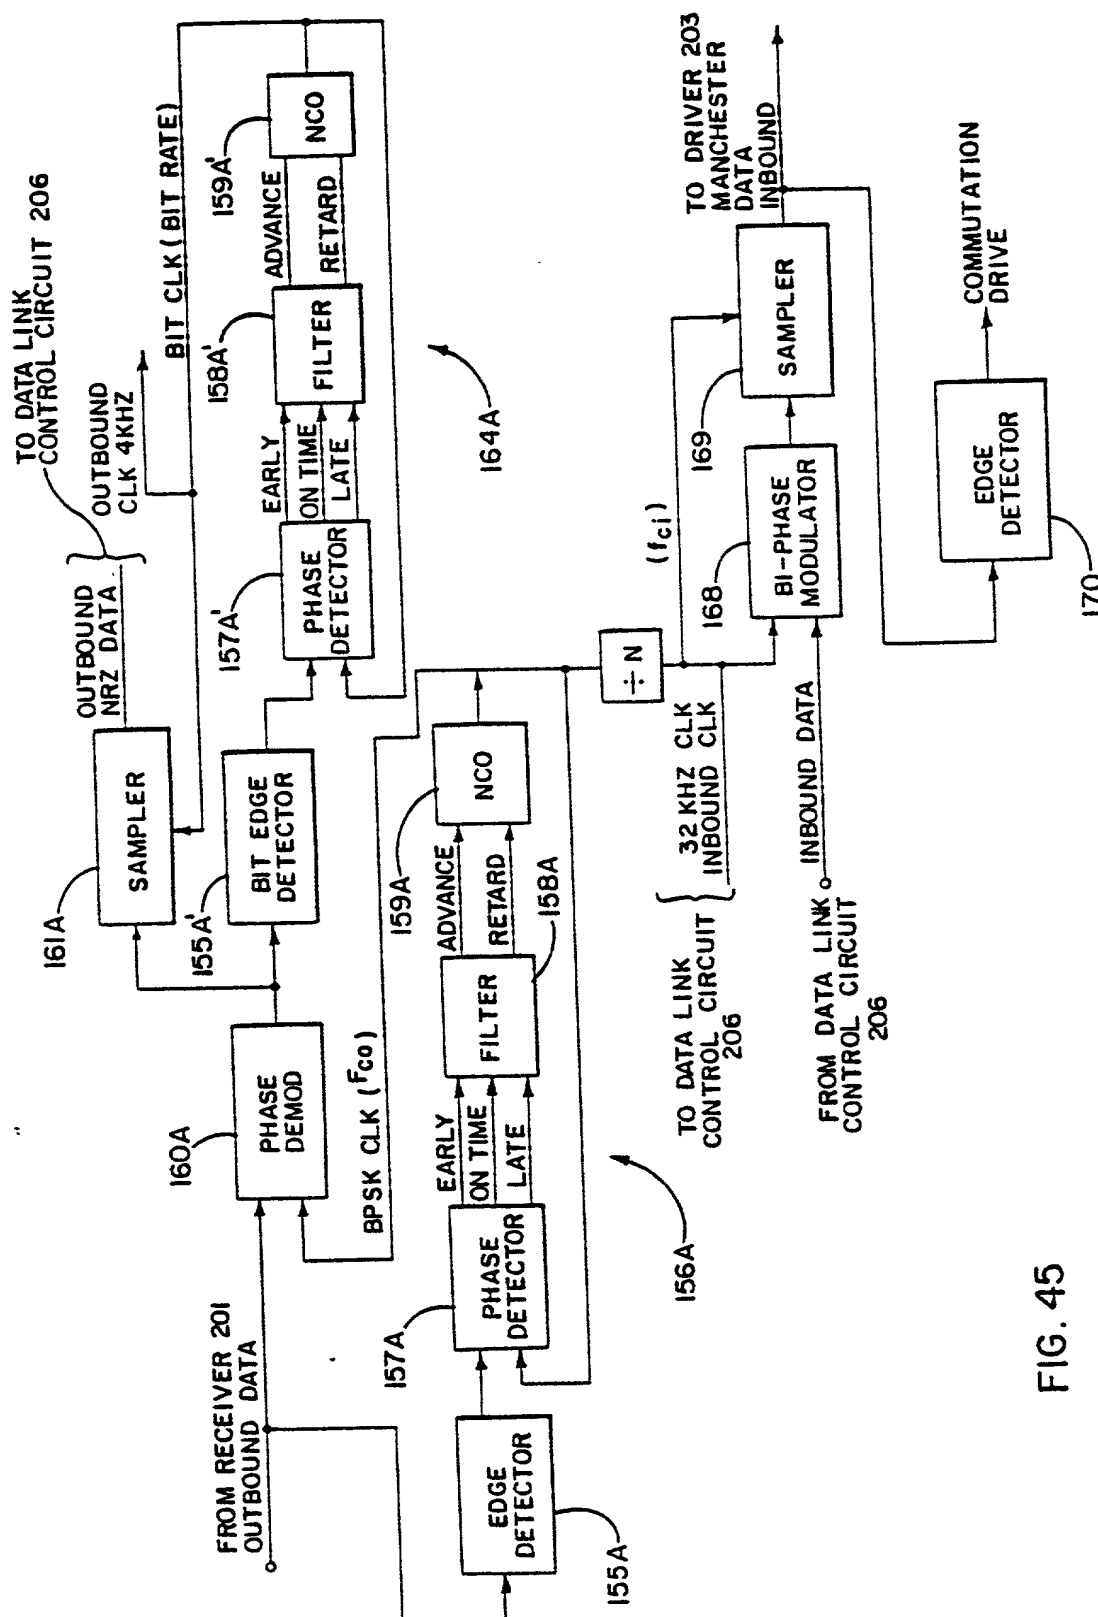 TO DATA LINK
CONTROL CIRCUIT 206
OUTBOUND
NRZ DATA
OUTBOUND
CLK 4KHZ
BIT CLK (BIT RATE)
161A
SAMPLER
155A'
BIT EDGE
DETECTOR
157A'
PHASE
DETECTOR
EARLY
ON TIME
LATE
158A'
FILTER
ADVANCE
RETARD
159A'
NCO
164A
FROM RECEIVER 201
OUTBOUND DATA
160A
PHASE
DEMOD
BPSK CLK (FCO)
155A
EDGE
DETECTOR
157A
PHASE
DETECTOR
EARLY
ON TIME
LATE
FILTER
158A
ADVANCE
RETARD
159A
NCO
156A
÷ N
(fci)
32 KHZ CLK
INBOUND CLK
TO DATA LINK
CONTROL CIRCUIT
206
INBOUND DATA
FROM DATA LINK
CONTROL CIRCUIT
206
168
BI-PHASE
MODULATOR
169
SAMPLER
TO DRIVER 203
MANCHESTER
DATA
INBOUND
EDGE
DETECTOR
170
COMMUTATION
DRIVE
FIG. 45